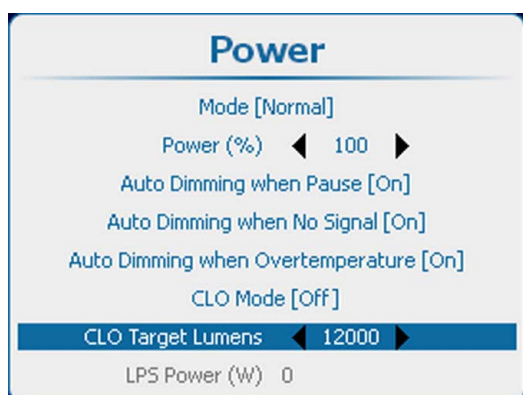 Power
Mode [Normal]
Power (%) 100
Auto Dimming when Pause [On]
Auto Dimming when No Signal [On]
Auto Dimming when Overtemperature [On]
CLO Mode [Off]
CLO Target Lumens 12000
LPS Power (W) 0